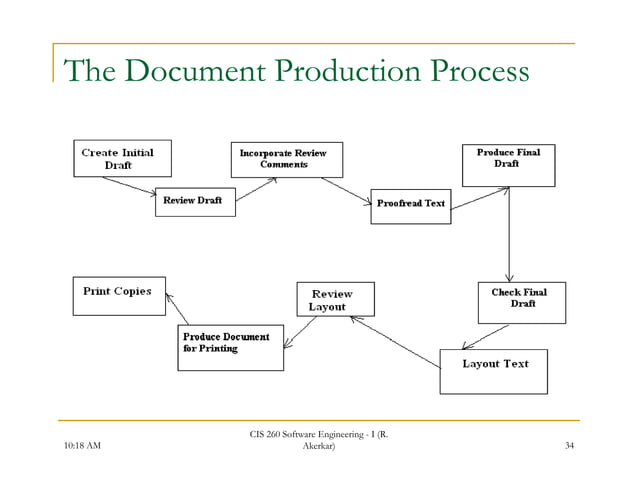 The Document Production Process
Create Initial
Draft
Review Draft
Incorporate Review
Comments
Proofread Text
Produce Final
Draft
Check Final
Draft
Layout Text
Review
Layout
Produce Document
for Printing
Print Copies
10:18 AM
CIS 260 Software Engineering - I (R.
Akerkar)
34